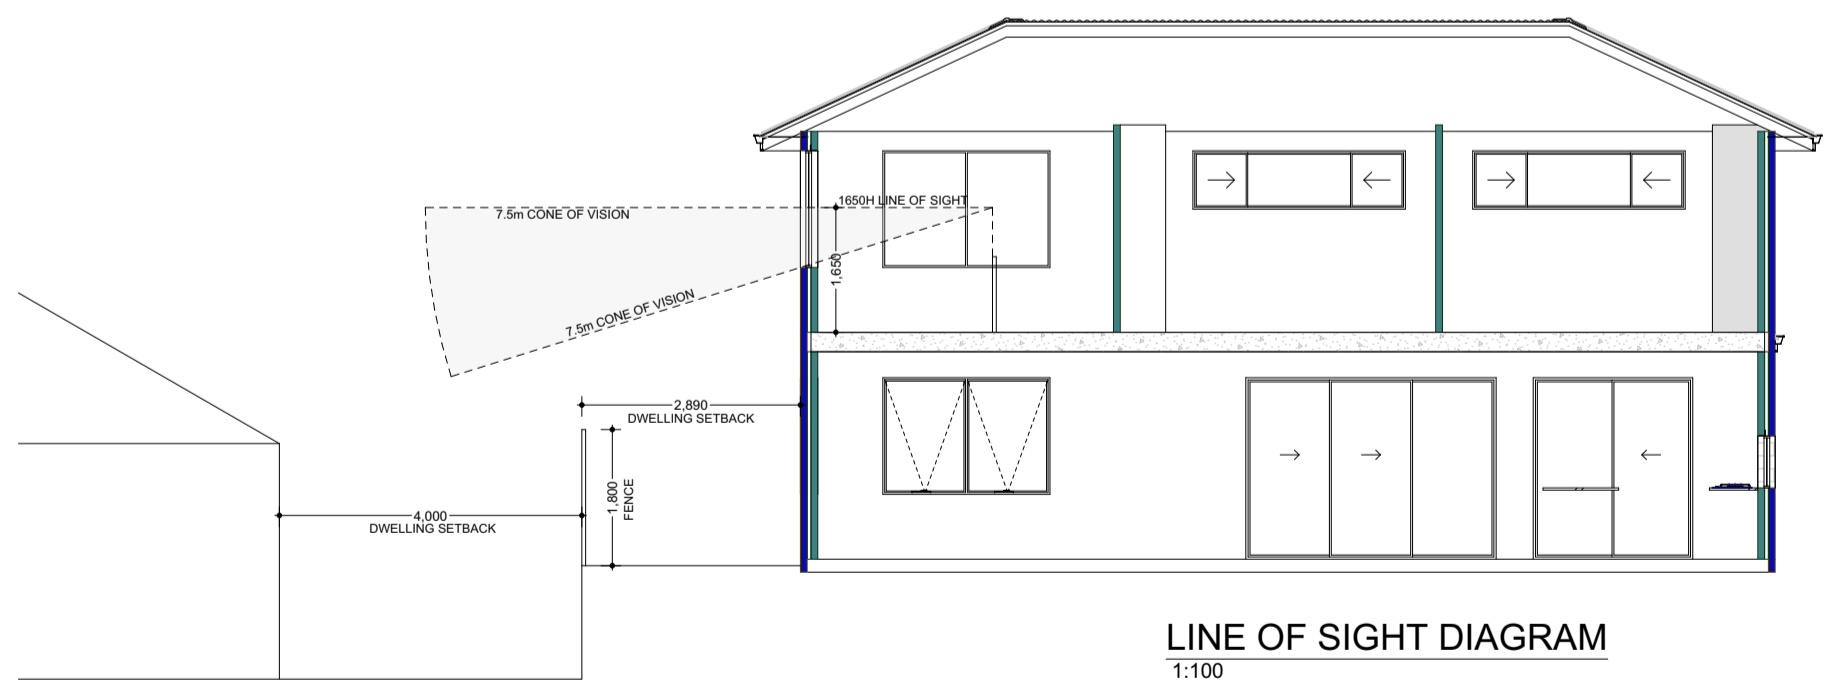 1650H LINE OF SIGHT
7.5m CONE OF VISION
1,650
7.5m CONE OF VISION
2,890
DWELLING SETBACK
1,800
FENCE
4,000
DWELLING SETBACK
LINE OF SIGHT DIAGRAM
1:100